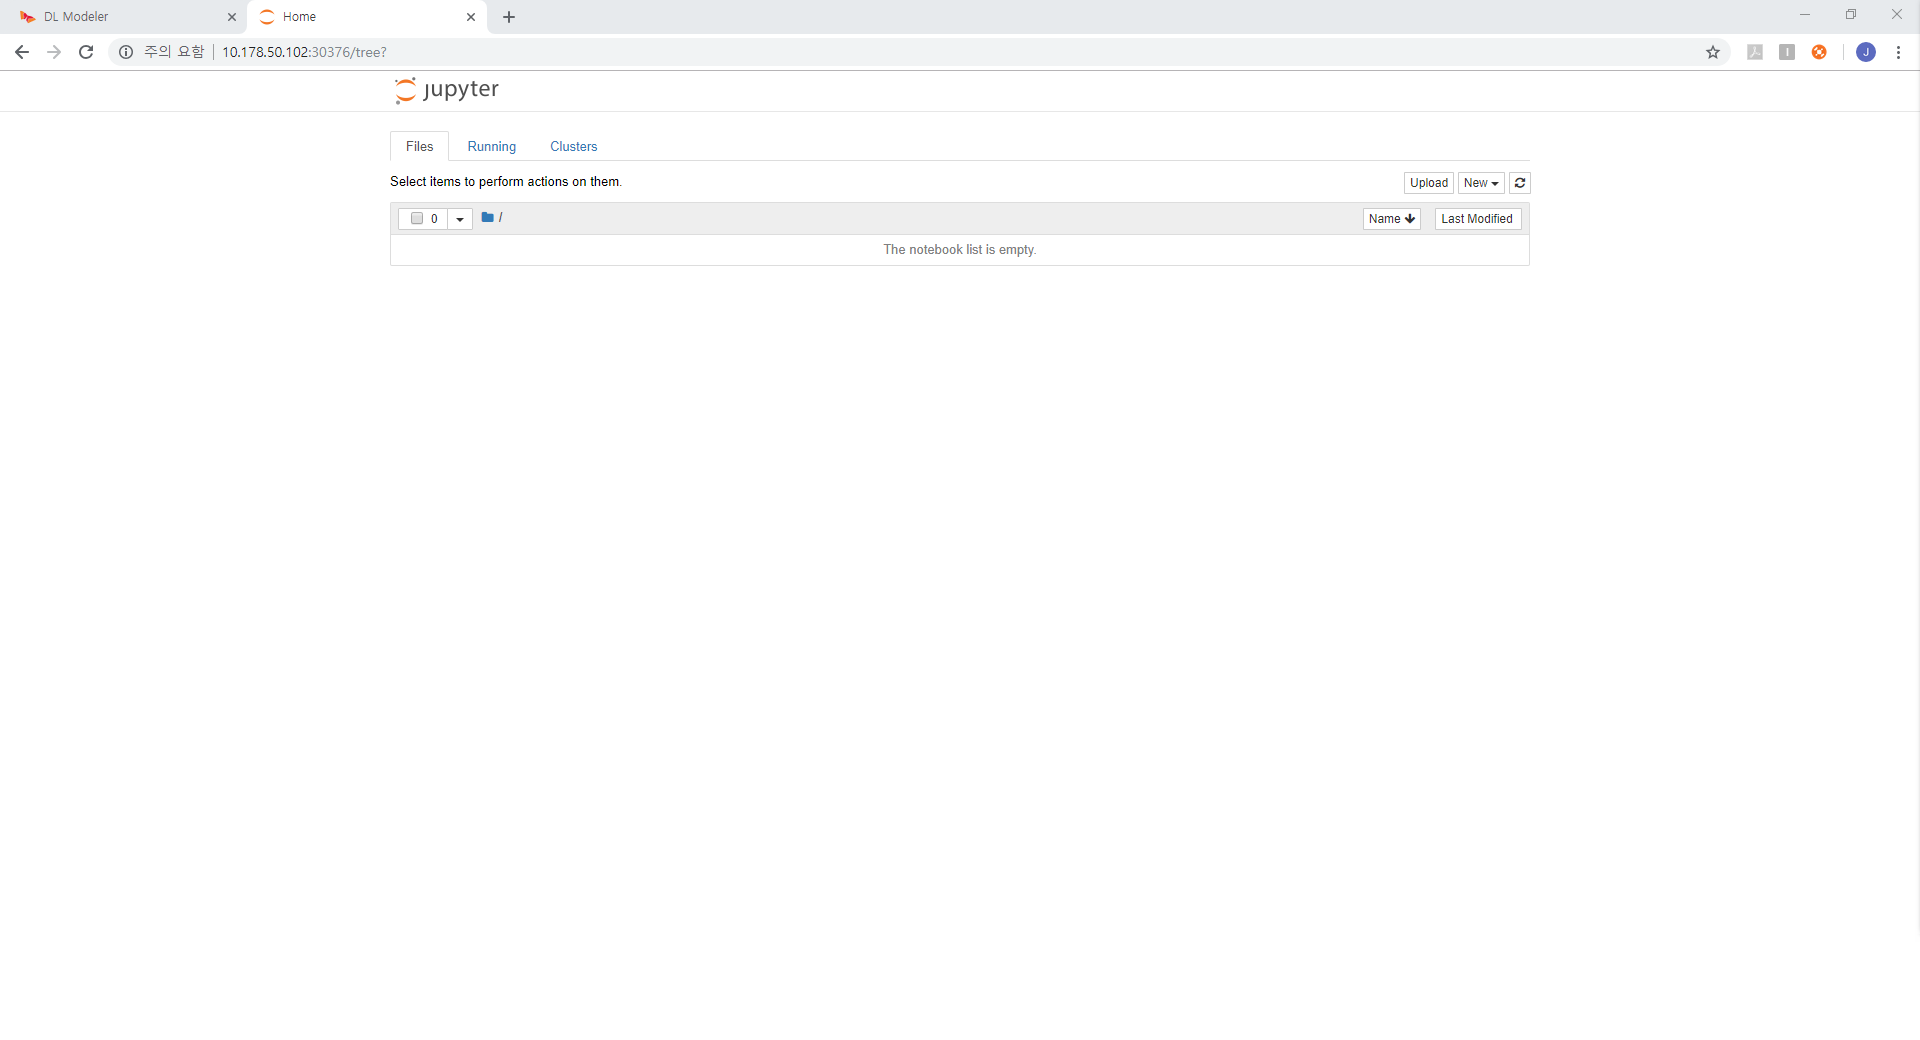 DL Modeler
Home
주의 요함 10.178.50.102:30376/tree?
J
jupyter
Files Running Clusters
Select items to perform actions on them.
Upload New
0 /
Name Last Modified
The notebook list is empty.